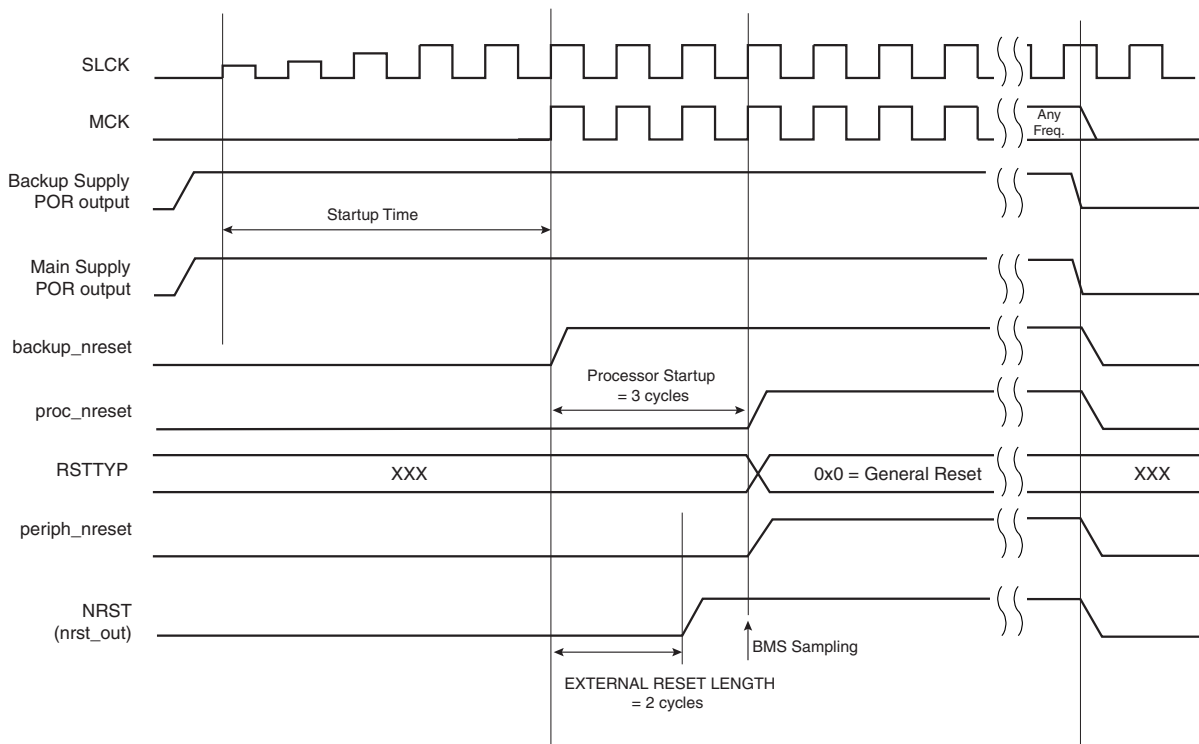 SLCK
MCK
Any
Freq.
Backup Supply
POR output
Startup Time
Main Supply
POR output
backup_nreset
Processor Startup
= 3 cycles
proc_nreset
RSTTYP
XXX
0x0 = General Reset
XXX
periph_nreset
NRST
(nrst_out)
BMS Sampling
EXTERNAL RESET LENGTH
= 2 cycles